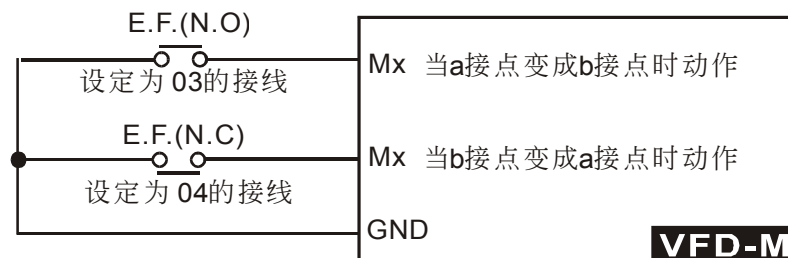 E.F.(N.O)
设定为 03的接线
Mx 当a接点变成b接点时动作
E.F.(N.C)
设定为 04的接线
Mx 当b接点变成a接点时动作
GND
VFD-M